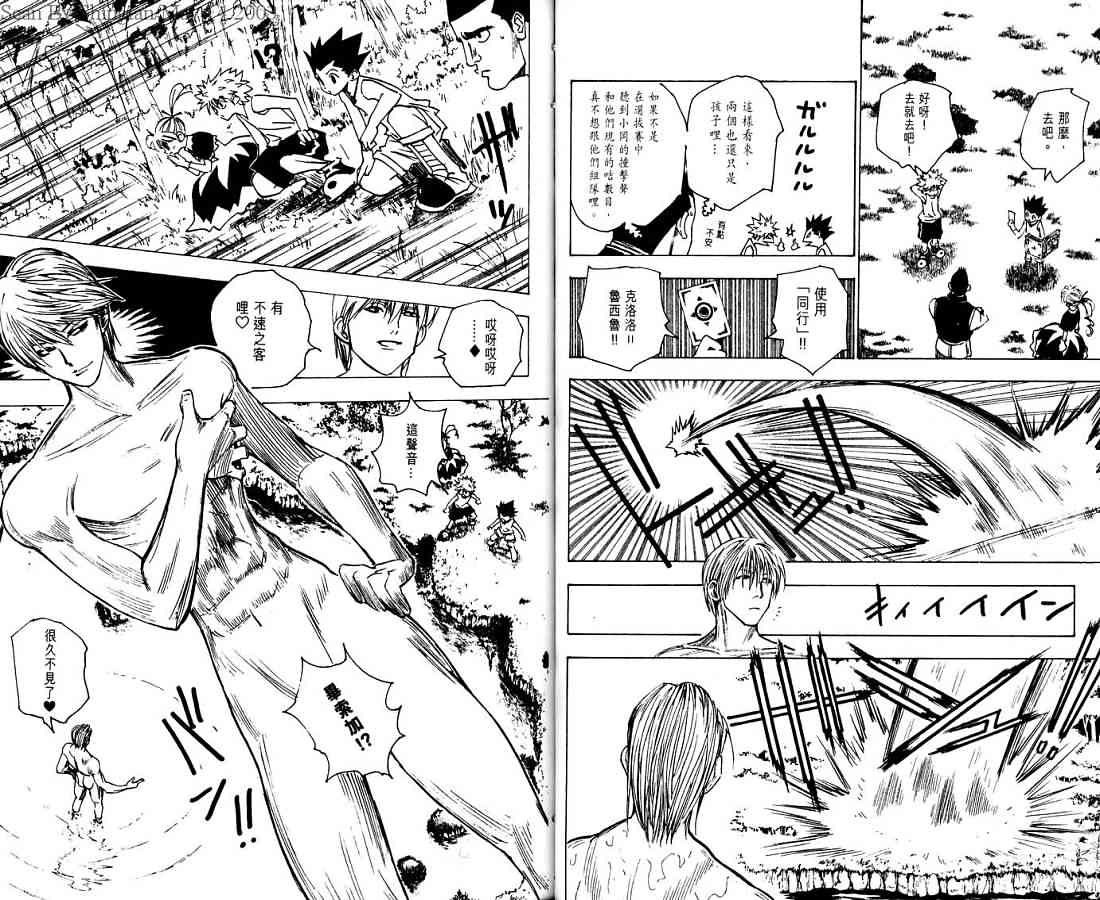 那麼，
去吧。
好呀！
去就去吧！
這樣看來，
兩個也還只是
孩子哩…
如果不是
在選拔賽中
聽到小岡的撞擊聲
和他們現有的咭數目，
真不想跟他們組隊哩。
ガルルルル
有點
不安
使用
「同行」!!
克洛洛＝
魯西魯!!
キィィイイイン
!?
哎呀哎呀
……♦
有
不速之客
哩♡
這聲音…
畢索加!?
很久不見了♥
ババ
ーン!!